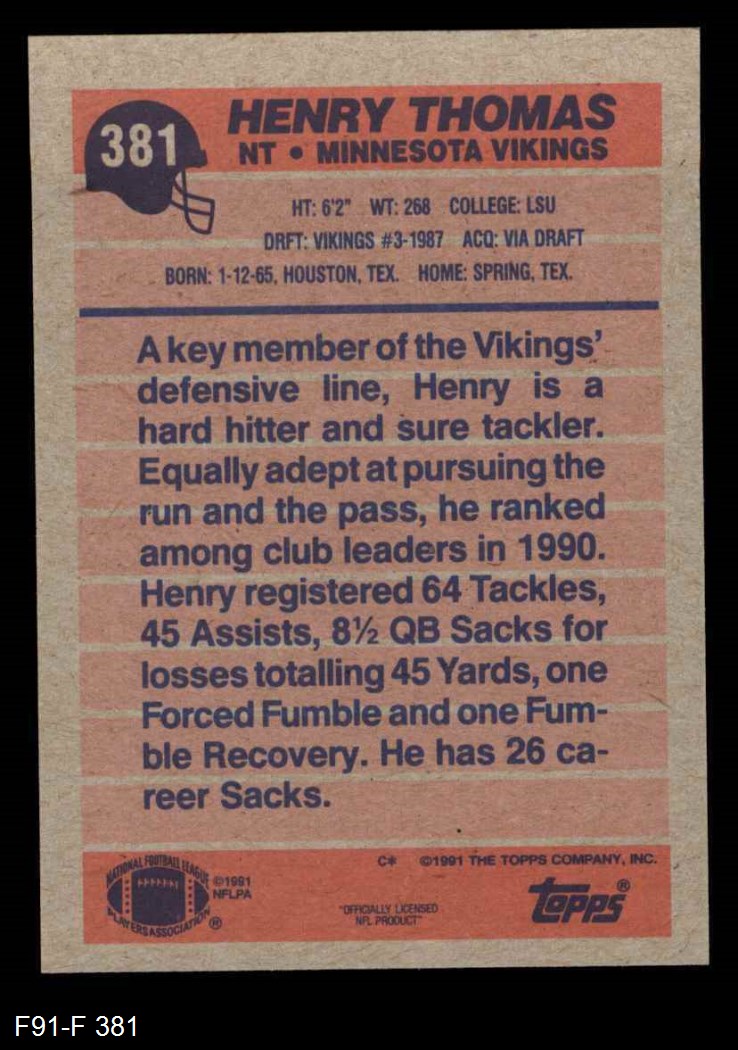 381
HENRY THOMAS
NT • MINNESOTA VIKINGS
HT: 6'2" WT: 268 COLLEGE: LSU
DRFT: VIKINGS #3-1987 ACQ: VIA DRAFT
BORN: 1-12-65, HOUSTON, TEX. HOME: SPRING, TEX.
A key member of the Vikings'
defensive line, Henry is a
hard hitter and sure tackler.
Equally adept at pursuing the
run and the pass, he ranked
among club leaders in 1990.
Henry registered 64 Tackles,
45 Assists, 8½ QB Sacks for
losses totalling 45 Yards, one
Forced Fumble and one Fum-
ble Recovery. He has 26 ca-
reer Sacks.
C* ©1991 THE TOPPS COMPANY, INC.
NATIONAL FOOTBALL LEAGUE
PLAYERS ASSOCIATION ®
©1991
NFLPA
"OFFICIALLY LICENSED
NFL PRODUCT"
topps®
F91-F 381